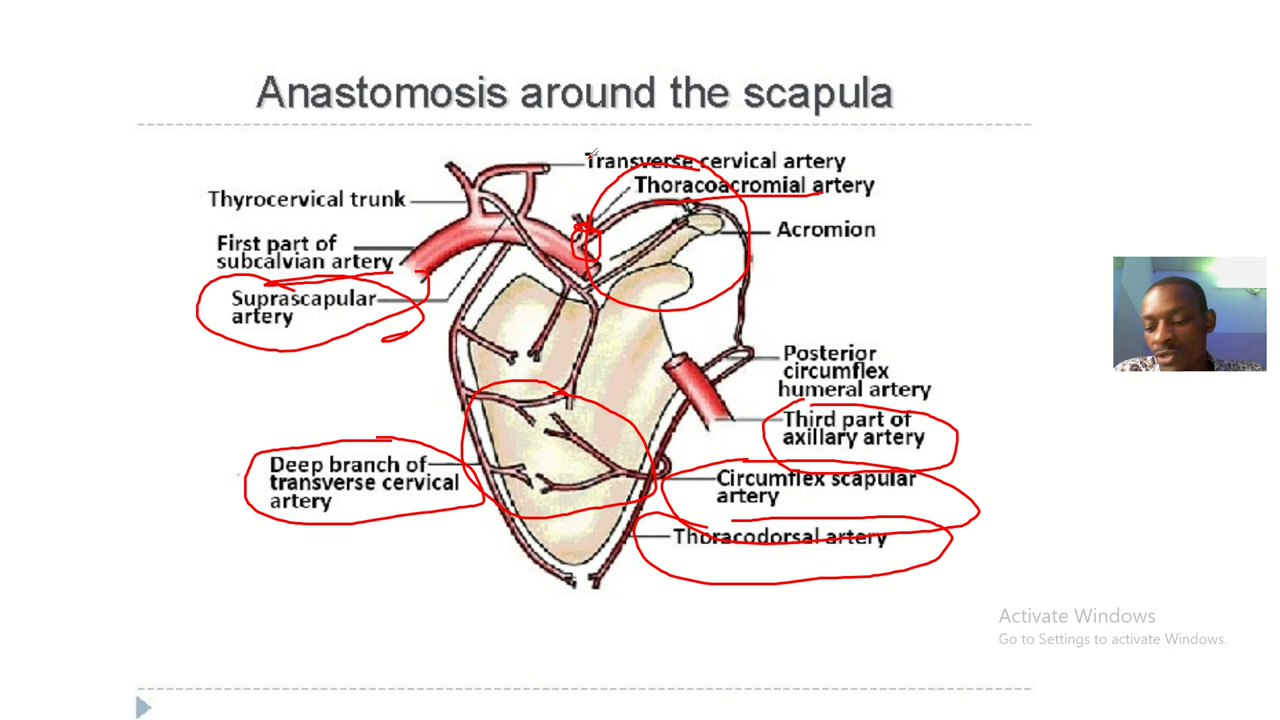 Anastomosis around the scapula
Transverse cervical artery
Thoracoacromial artery
Thyrocervical trunk
Acromion
First part of
subcalvian artery
Suprascapular
artery
Posterior
circumflex
humeral artery
Third part of
axillary artery
Deep branch of
transverse cervical
artery
Circumflex scapular
artery
Thoracodorsal artery
Activate Windows
Go to Settings to activate Windows.